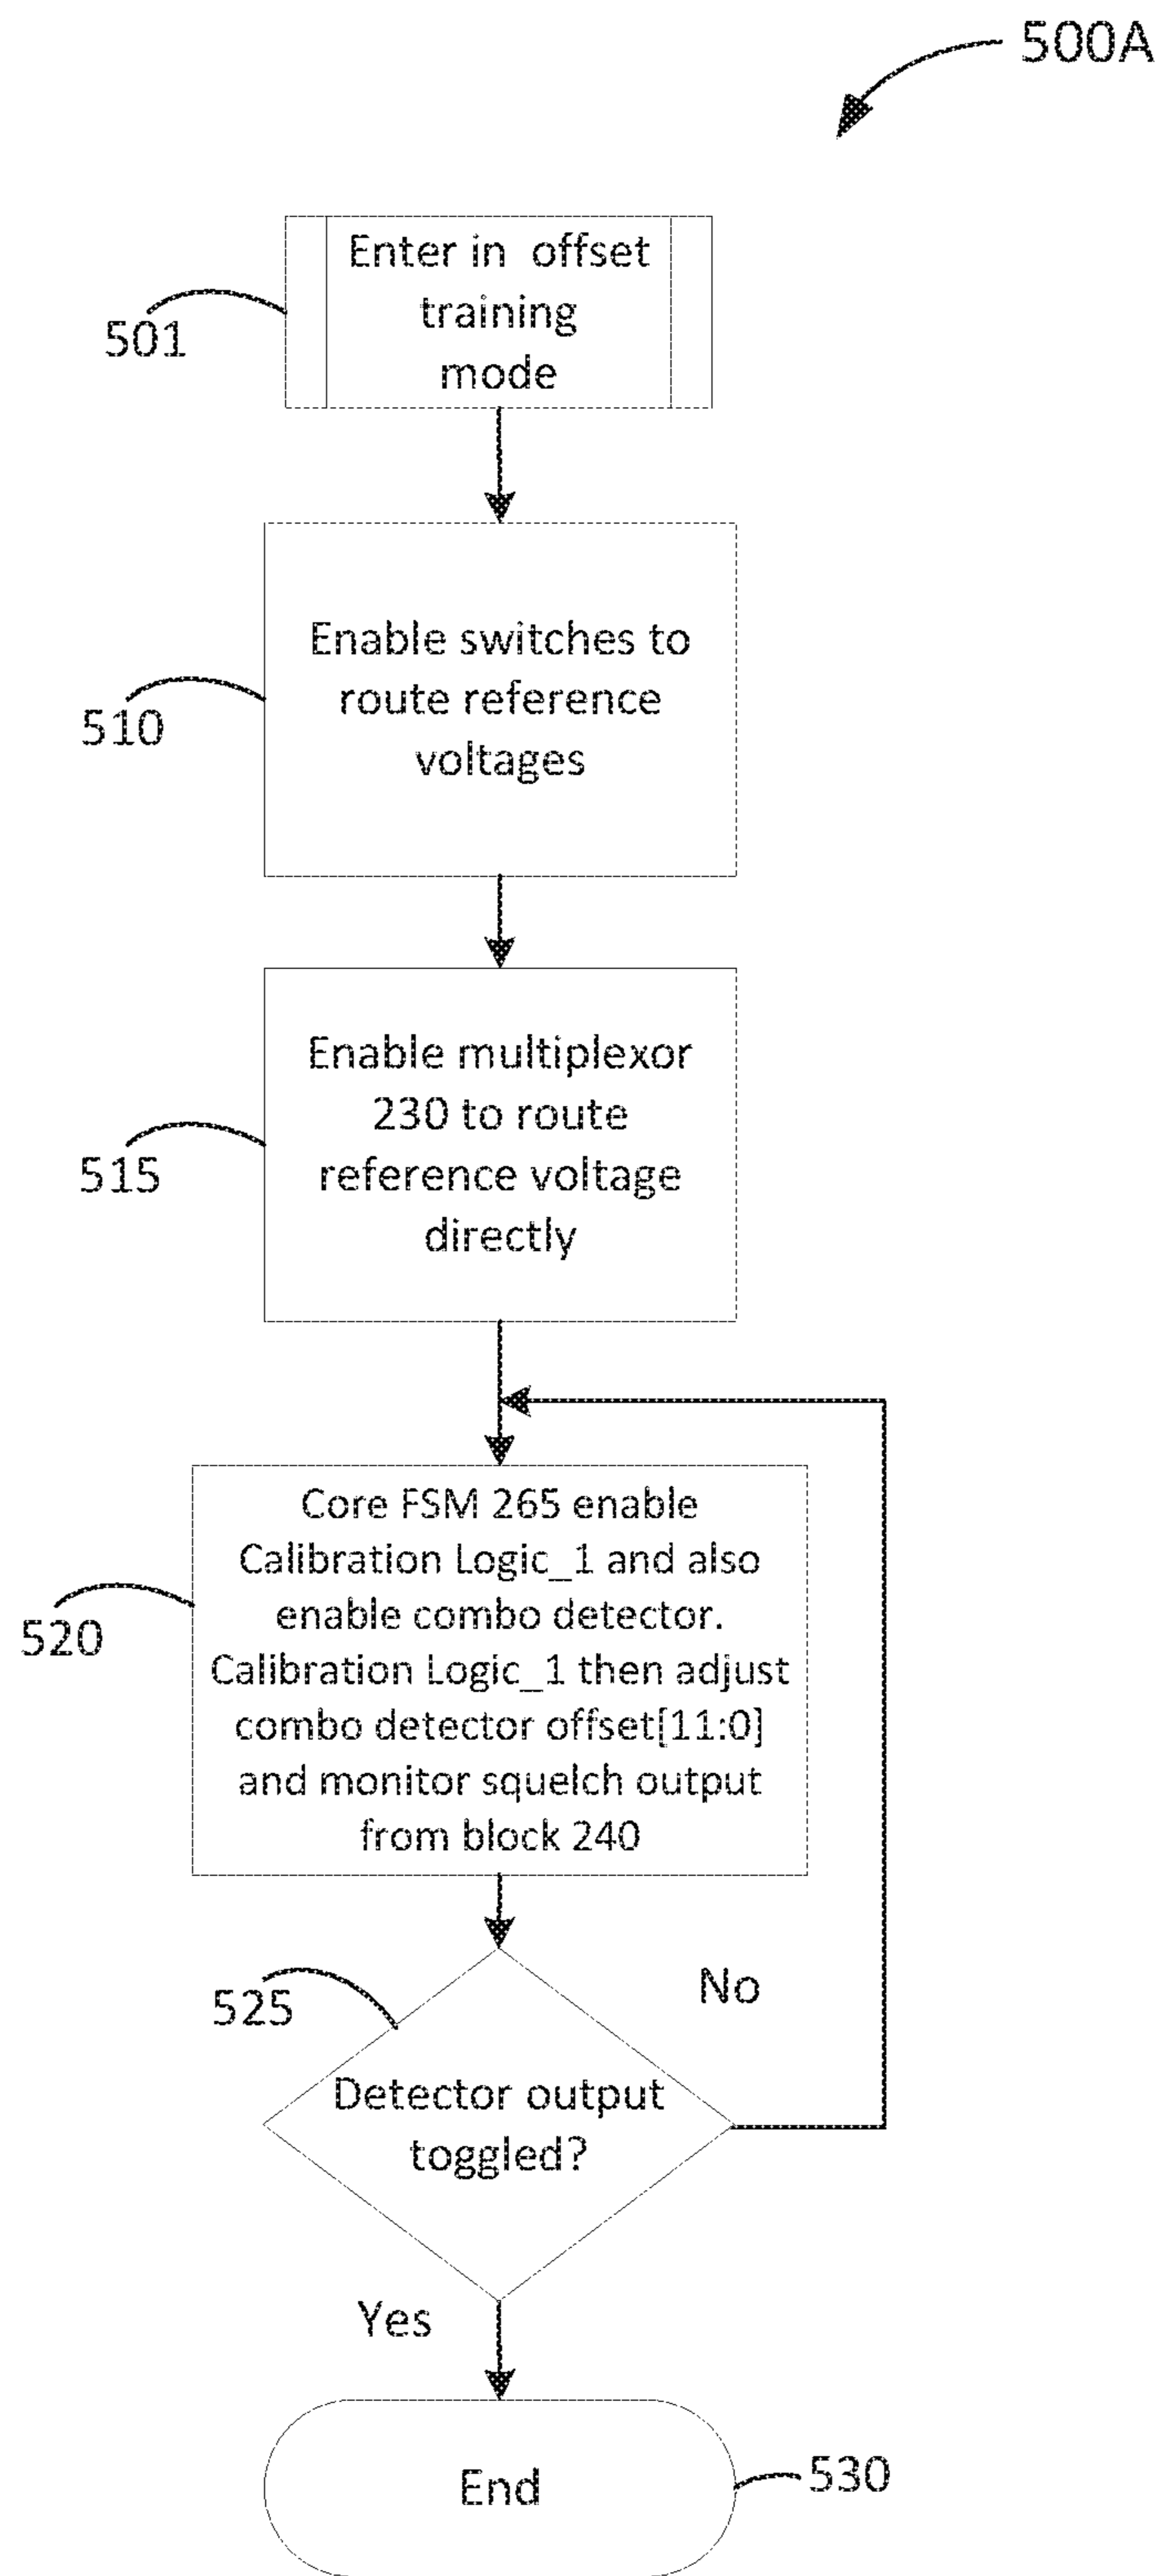 500A
Enter in offset
training
mode
501
Enable switches to
route reference
voltages
510
Enable multiplexor
230 to route
reference voltage
directly
515
Core FSM 265 enable
Calibration Logic_1 and also
enable combo detector.
Calibration Logic_1 then adjust
combo detector offset[11:0]
and monitor squelch output
from block 240
520
525
No
Detector output
toggled?
Yes
End
530